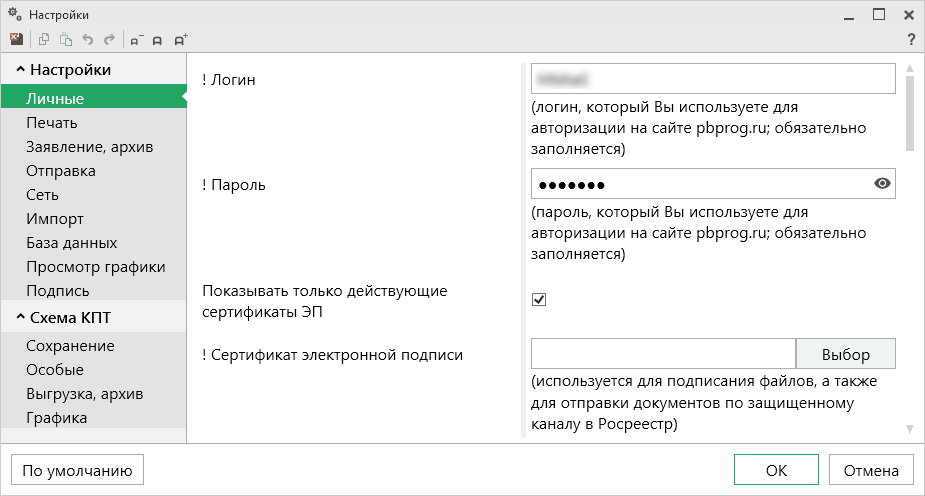 Настройки
?
Настройки
Личные
Печать
Заявление, архив
Отправка
Сеть
Импорт
База данных
Просмотр графики
Подпись
Схема КПТ
Сохранение
Особые
Выгрузка, архив
Графика
! Логин
(логин, который Вы используете для
авторизации на сайте pbprog.ru; обязательно
заполняется)
! Пароль
●●●●●●●
(пароль, который Вы используете для
авторизации на сайте pbprog.ru; обязательно
заполняется)
Показывать только действующие
сертификаты ЭП
! Сертификат электронной подписи
Выбор
(используется для подписания файлов, а также
для отправки документов по защищенному
каналу в Росреестр)
По умолчанию
ОК
Отмена